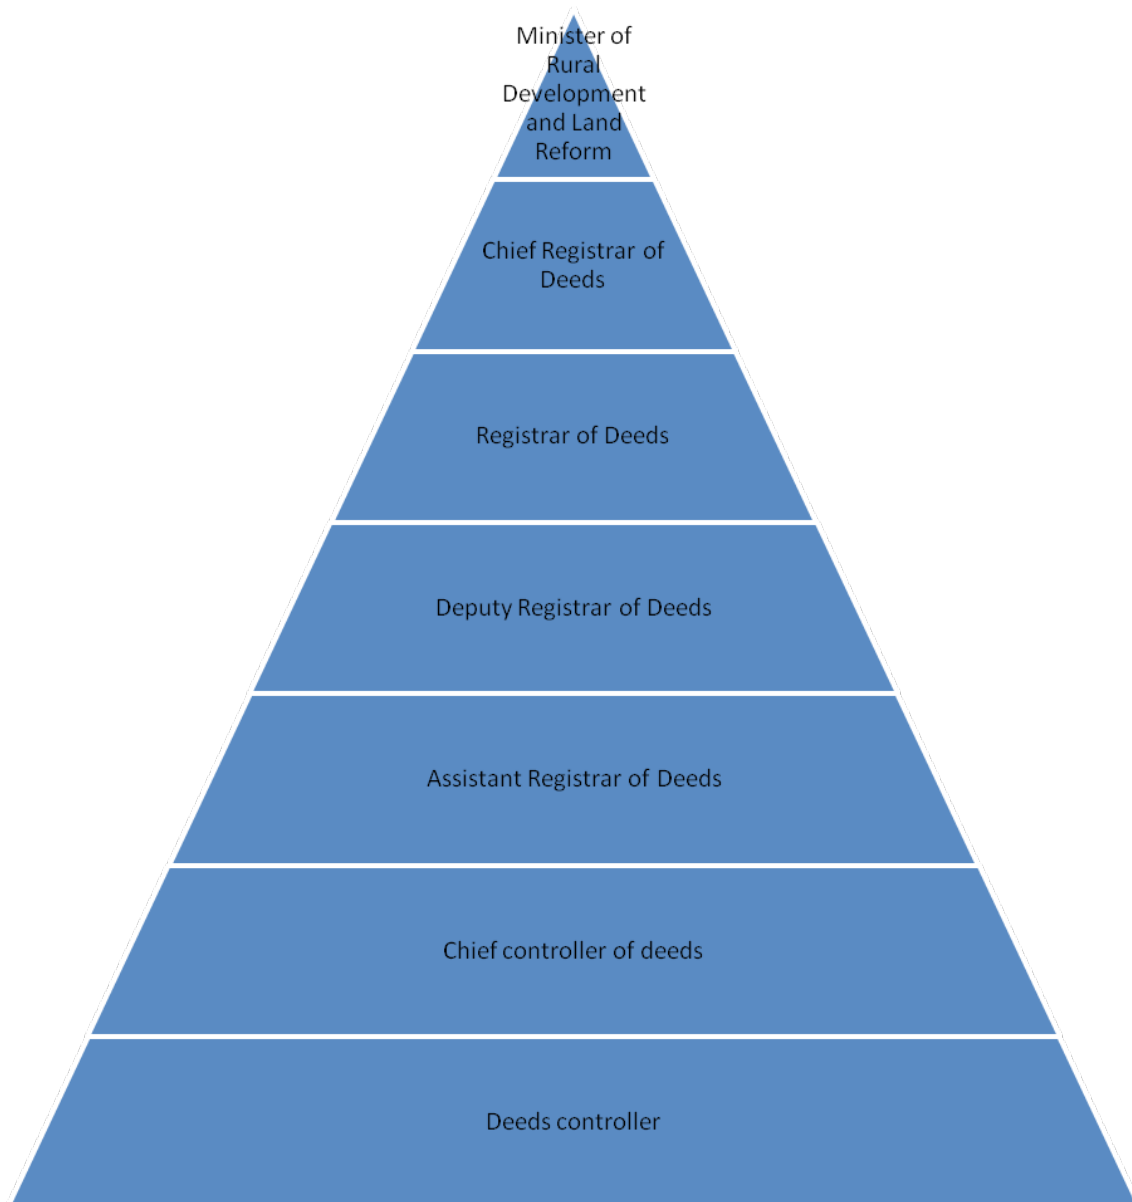 Minister of
Rural
Development
and Land
Reform
Chief Registrar of
Deeds
Registrar of Deeds
Deputy Registrar of Deeds
Assistant Registrar of Deeds
Chief controller of deeds
Deeds controller